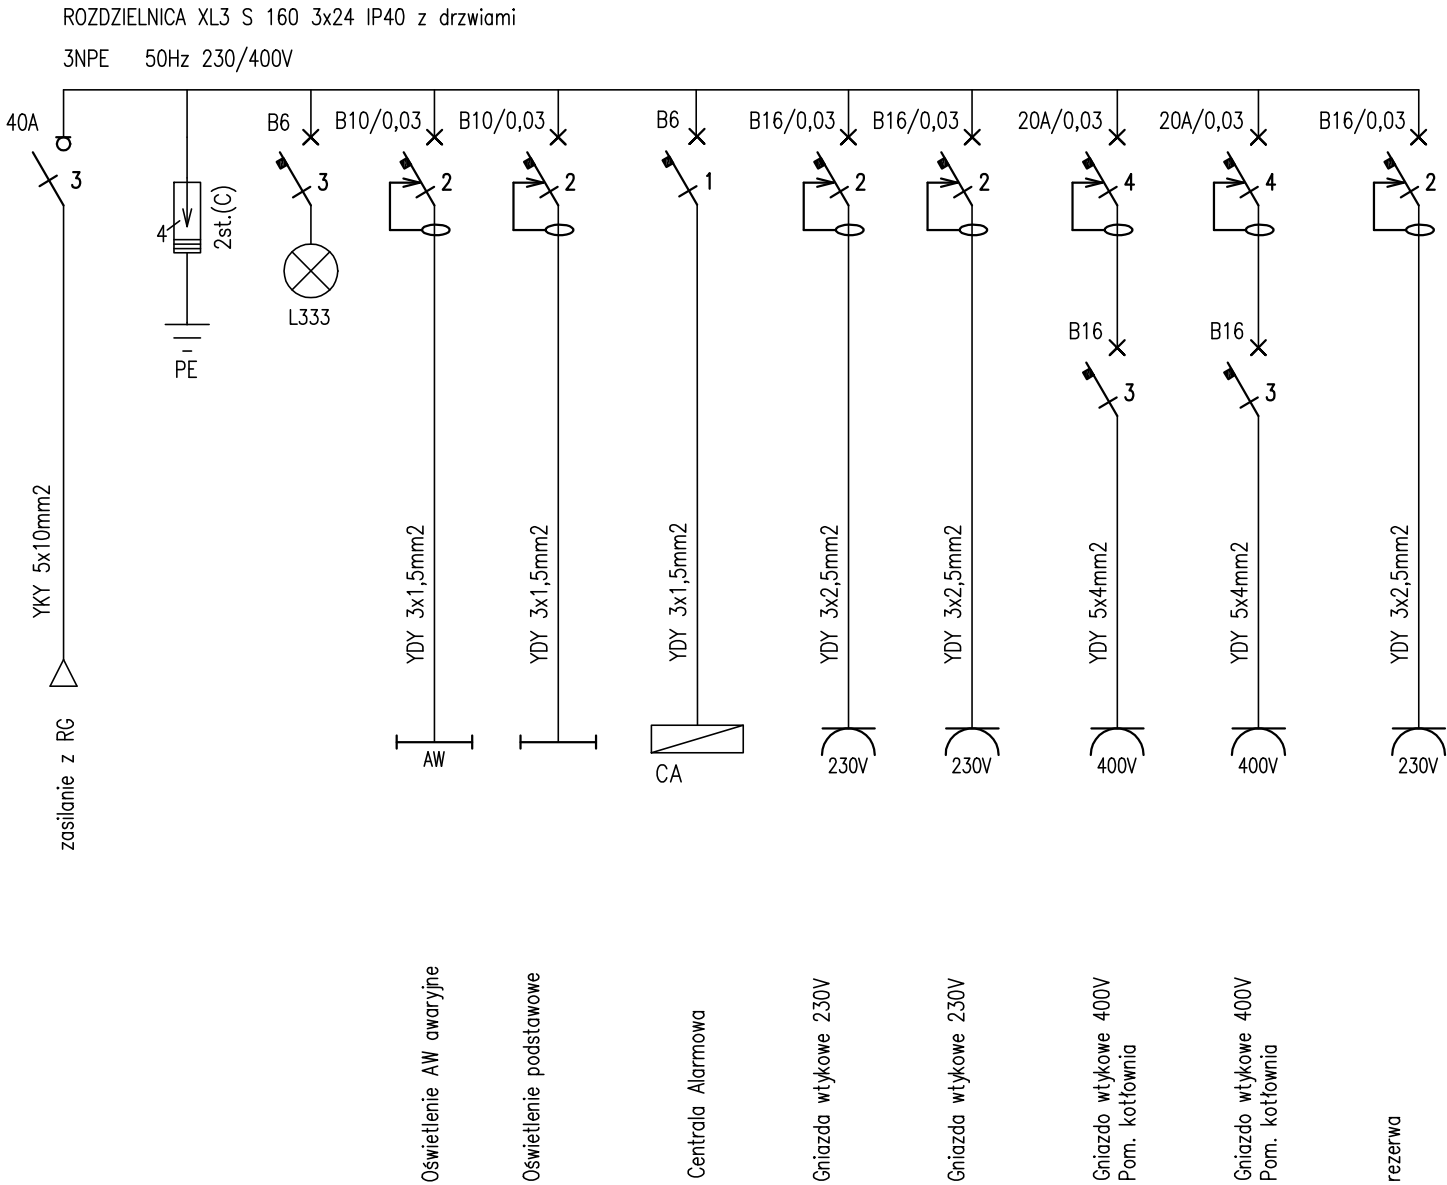 ROZDZIELNICA XL3 S 160 3x24 IP40 z drzwiami
3NPE 50Hz 230/400V
40A
B6
B10/0,03
B10/0,03
B6
B16/0,03
B16/0,03
20A/0,03
20A/0,03
B16/0,03
3
4
2st.(C)
3
2
2
1
2
2
4
4
2
L333
PE
B16
B16
3
3
YKY 5x10mm2
YDY 3x1,5mm2
YDY 3x1,5mm2
YDY 3x1,5mm2
YDY 3x2,5mm2
YDY 3x2,5mm2
YDY 5x4mm2
YDY 5x4mm2
YDY 3x2,5mm2
zasilanie z RG
AW
CA
230V
230V
400V
400V
230V
Oświetlenie AW awaryjne
Oświetlenie podstawowe
Centrala Alarmowa
Gniazda wtykowe 230V
Gniazda wtykowe 230V
Gniazdo wtykowe 400V
Pom. kotłownia
Gniazdo wtykowe 400V
Pom. kotłownia
rezerwa